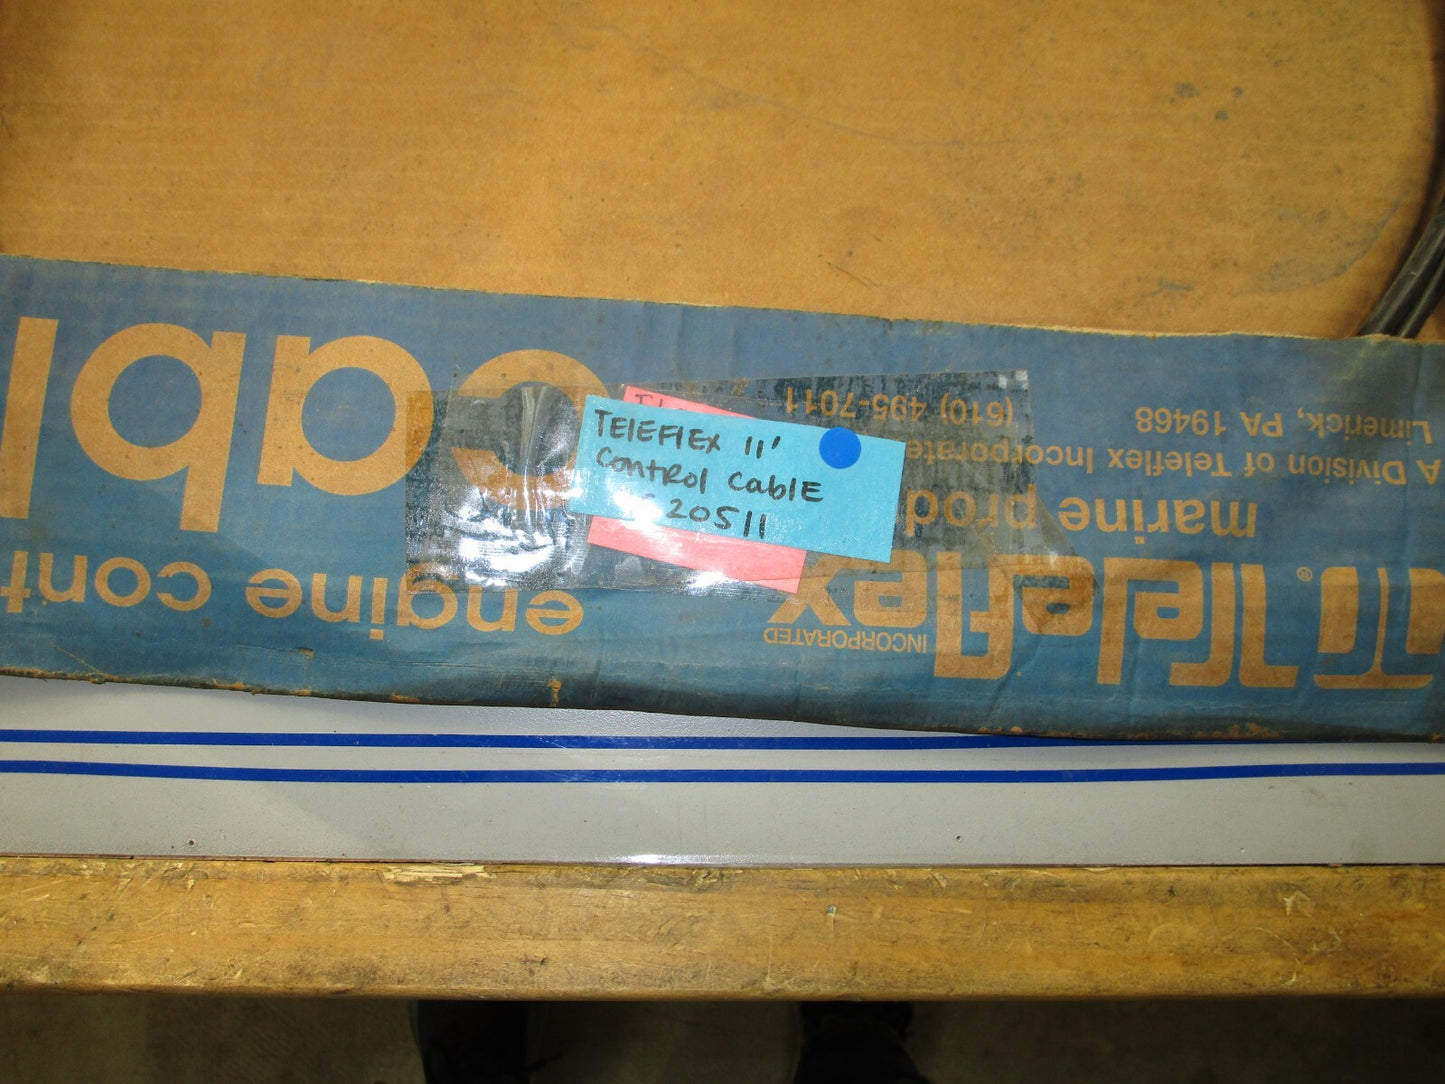 TELEFLEX 11'
CONTROL CABLE
20511
Cabl
engine cont
TELEFLEX
INCORPORATED
marine prod
A Division of Teleflex Incorporate
Limerick, PA 19468
(610) 495-7011